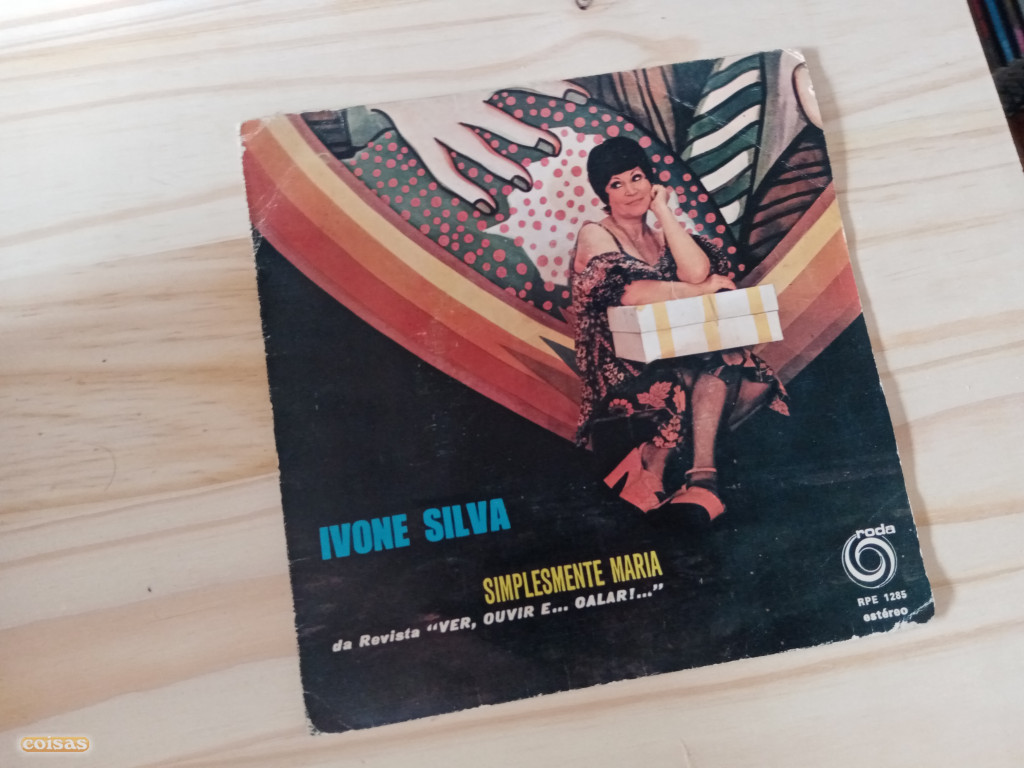 IVONE SILVA
SIMPLESMENTE MARIA
da Revista "VER, OUVIR E... CALAR!..."
roda
RPE 1285
estéreo
coisas